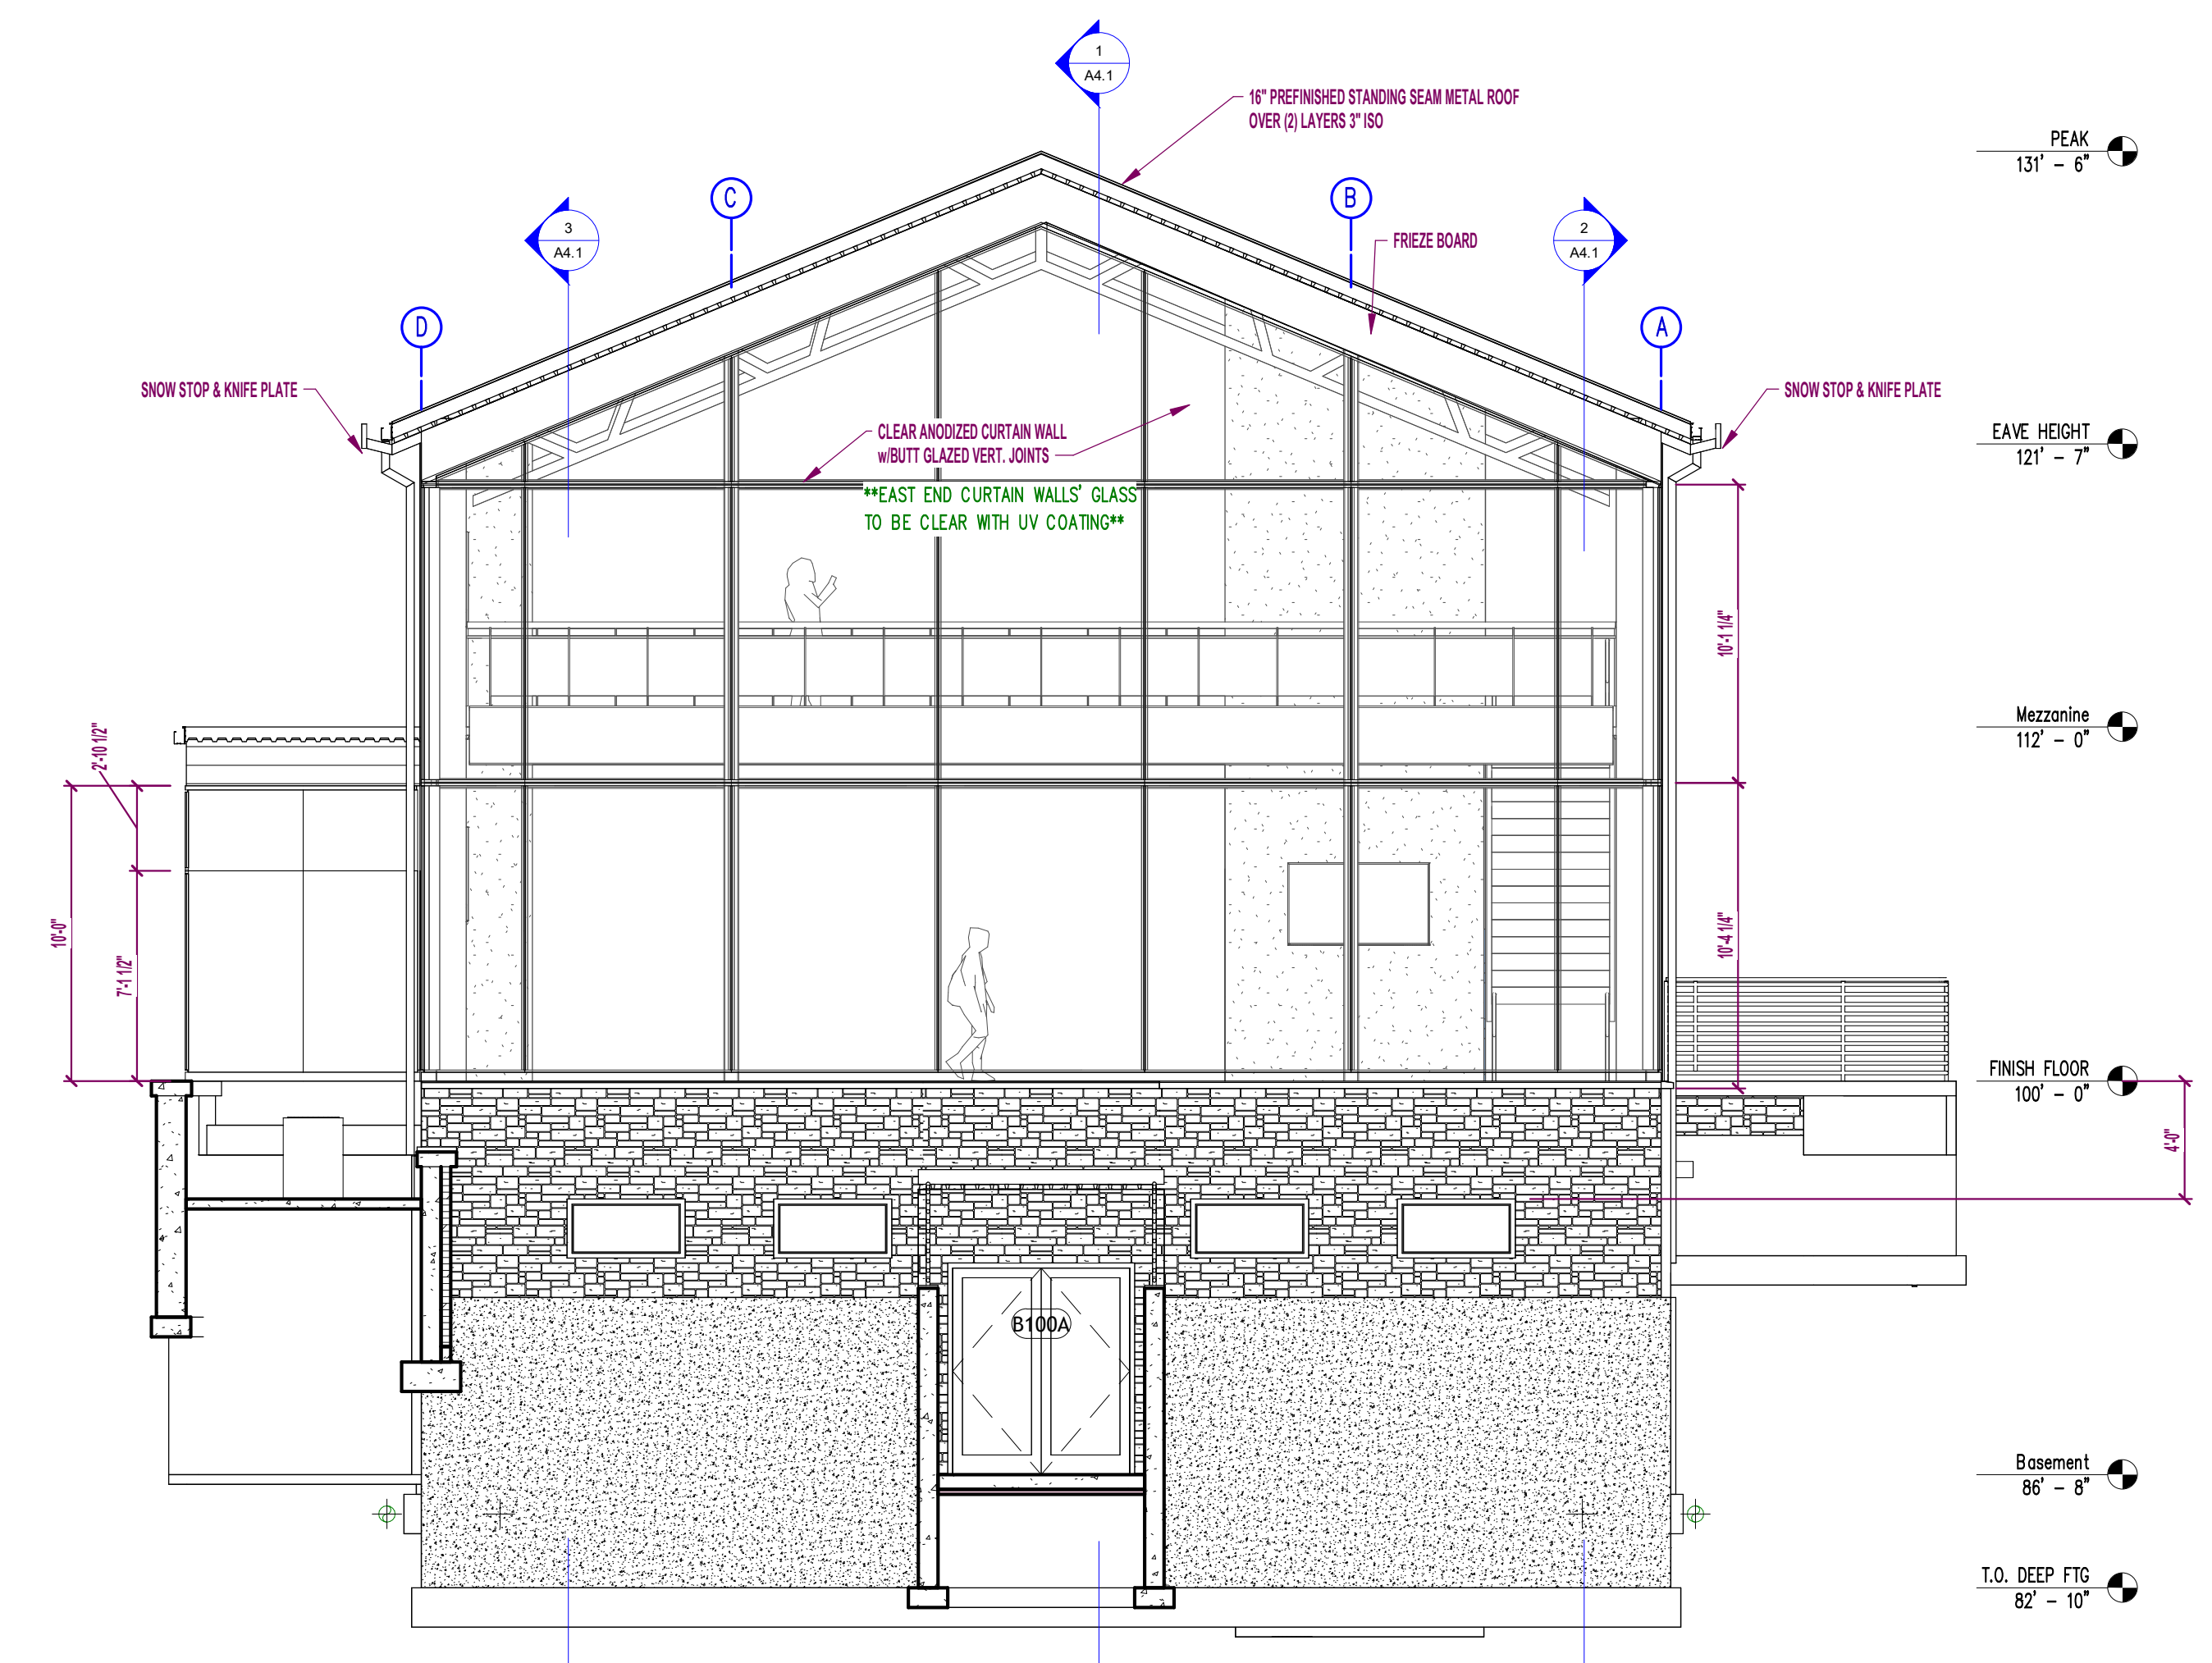 1
A4.1
16" PREFINISHED STANDING SEAM METAL ROOF
OVER (2) LAYERS 3" ISO
PEAK
131' – 6"
C
B
3
A4.1
2
A4.1
FRIEZE BOARD
D
A
SNOW STOP & KNIFE PLATE
SNOW STOP & KNIFE PLATE
CLEAR ANODIZED CURTAIN WALL
w/BUTT GLAZED VERT. JOINTS
EAVE HEIGHT
121' – 7"
**EAST END CURTAIN WALLS' GLASS
TO BE CLEAR WITH UV COATING**
10'-1 1/4"
Mezzanine
112' – 0"
2'-10 1/2"
10'-0"
7'-1 1/2"
10'-4 1/4"
FINISH FLOOR
100' – 0"
4'-0"
B100A
Basement
86' – 8"
T.O. DEEP FTG
82' – 10"